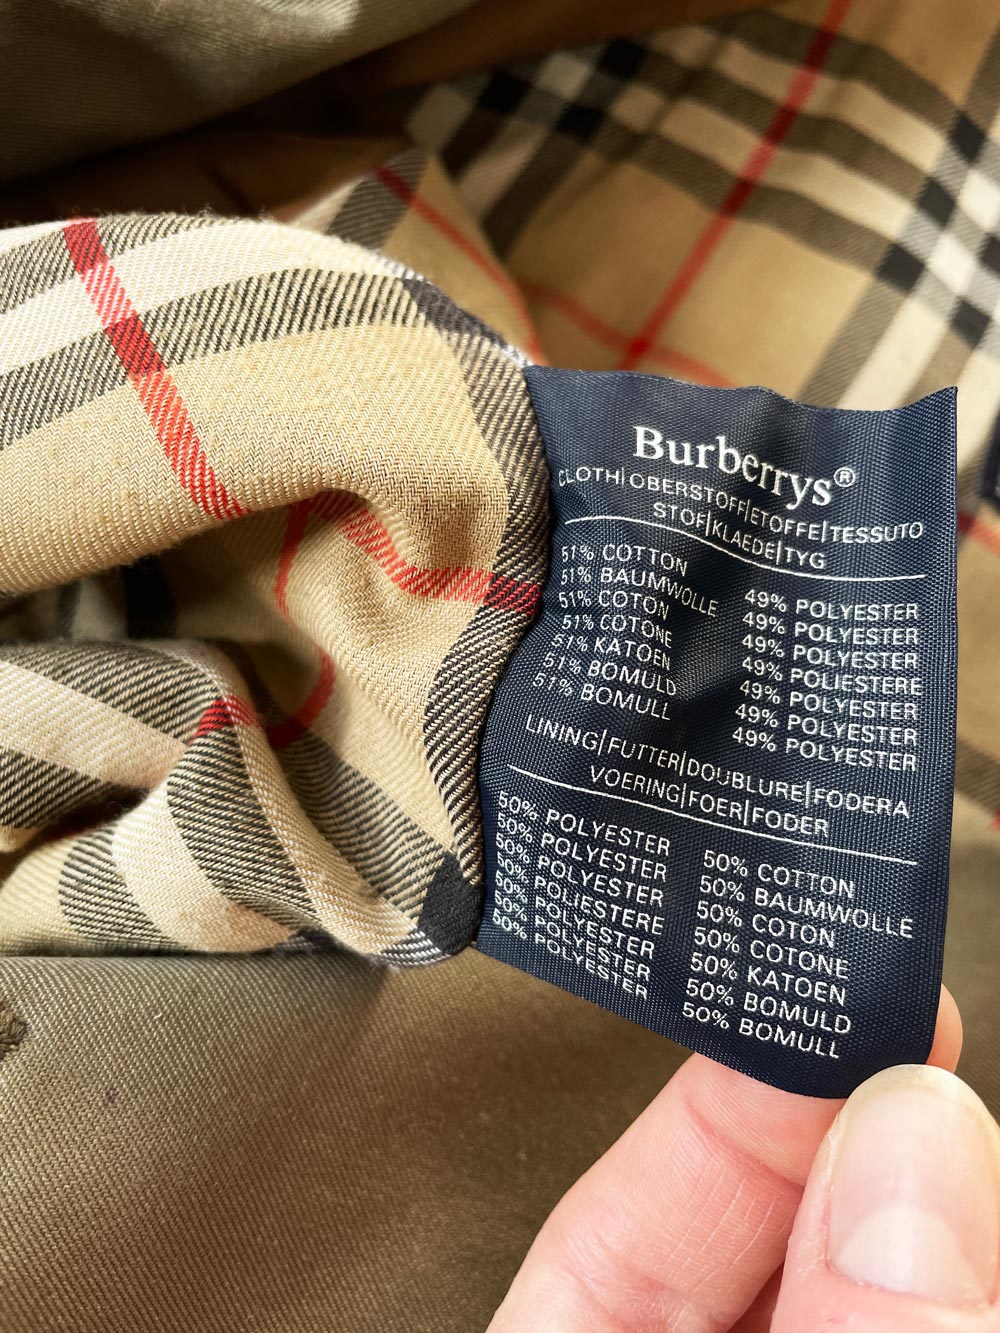 Burberrys®
CLOTH|OBERSTOFF|ETOFFE|TESSUTO
STOF|KLAEDE|TYG
51% COTTON 49% POLYESTER
51% BAUMWOLLE 49% POLYESTER
51% COTON 49% POLYESTER
51% COTONE 49% POLIESTERE
51% KATOEN 49% POLYESTER
51% BOMULD 49% POLYESTER
51% BOMULL 49% POLYESTER
LINING|FUTTER|DOUBLURE|FODERA
VOERING|FOER|FODER
50% POLYESTER 50% COTTON
50% POLYESTER 50% BAUMWOLLE
50% POLYESTER 50% COTON
50% POLIESTERE 50% COTONE
50% POLYESTER 50% KATOEN
50% POLYESTER 50% BOMULD
50% POLYESTER 50% BOMULL